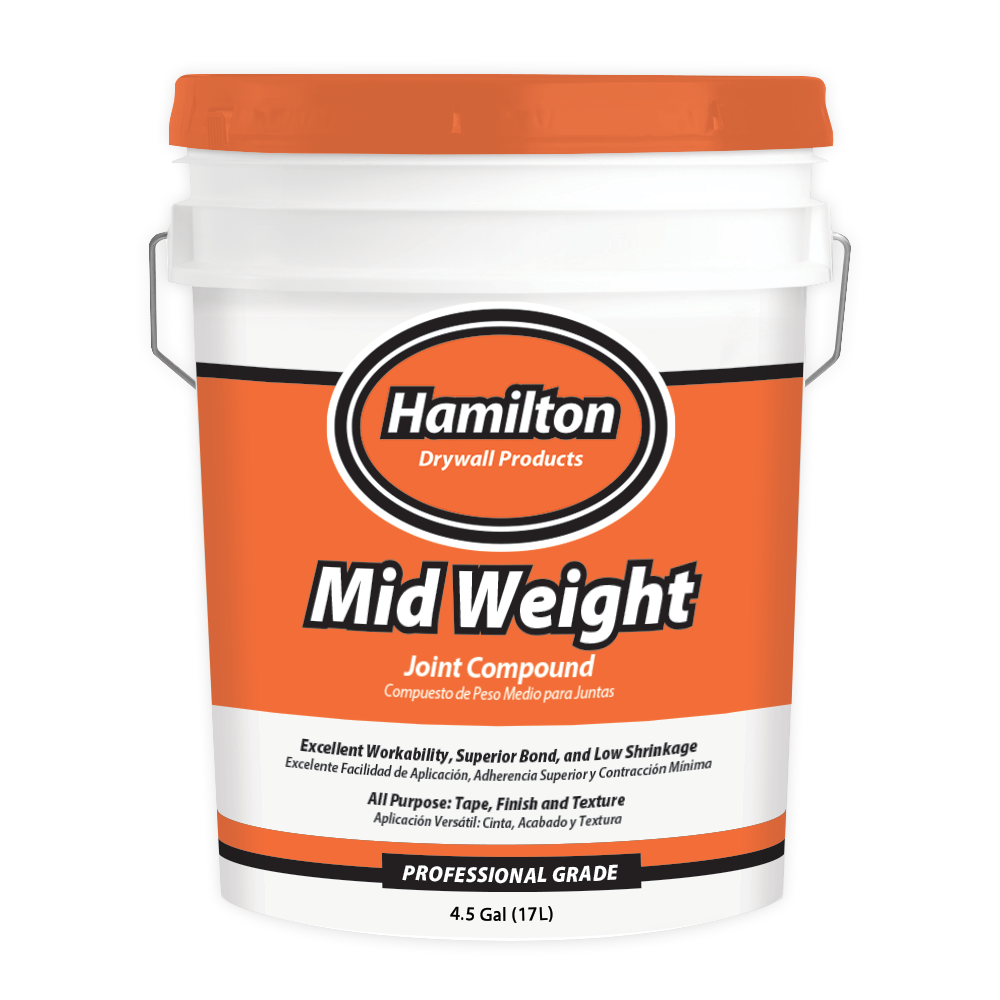 Hamilton
Drywall Products
Mid Weight
Joint Compound
Compuesto de Peso Medio para Juntas
Excellent Workability, Superior Bond, and Low Shrinkage
Excelente Facilidad de Aplicación, Adherencia Superior y Contracción Mínima
All Purpose: Tape, Finish and Texture
Aplicación Versátil: Cinta, Acabado y Textura
PROFESSIONAL GRADE
4.5 Gal (17L)